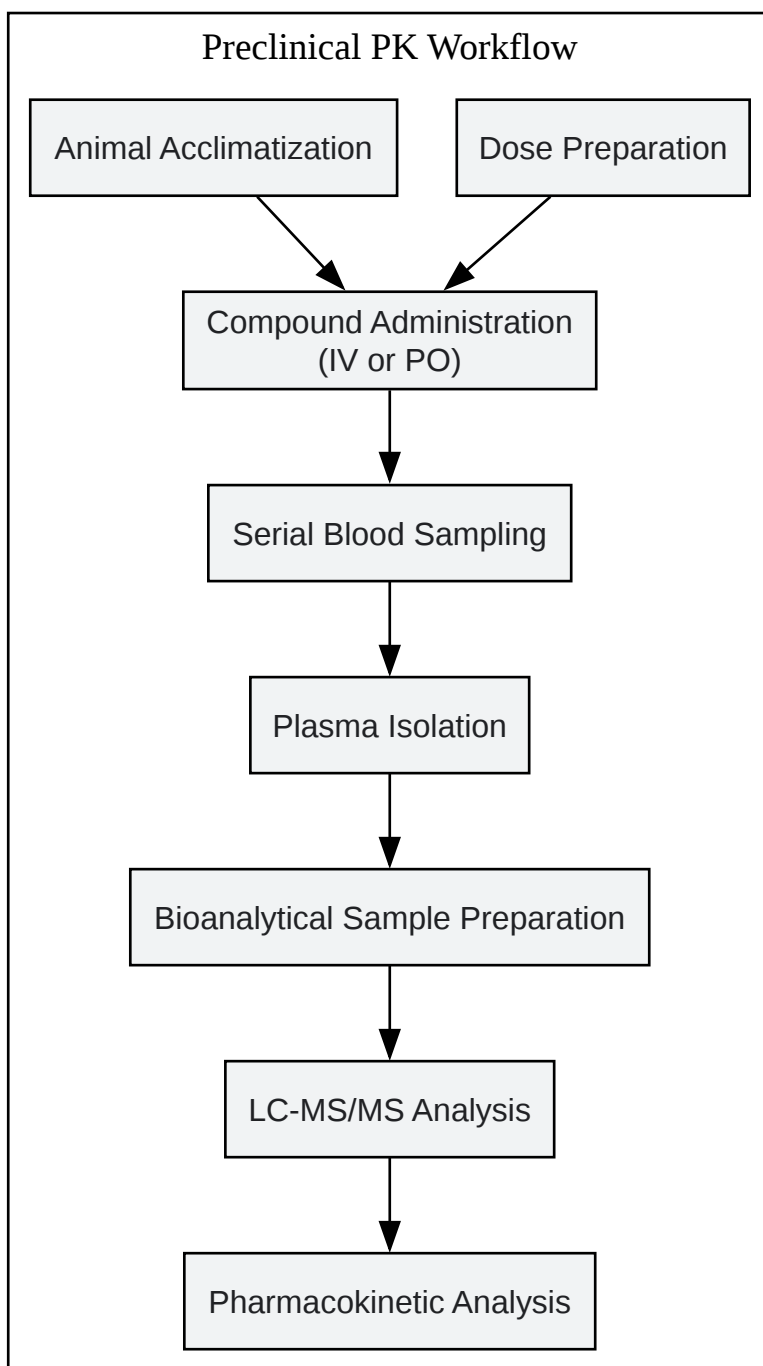 Preclinical PK Workflow
Animal Acclimatization
Dose Preparation
Compound Administration
(IV or PO)
Serial Blood Sampling
Plasma Isolation
Bioanalytical Sample Preparation
LC-MS/MS Analysis
Pharmacokinetic Analysis